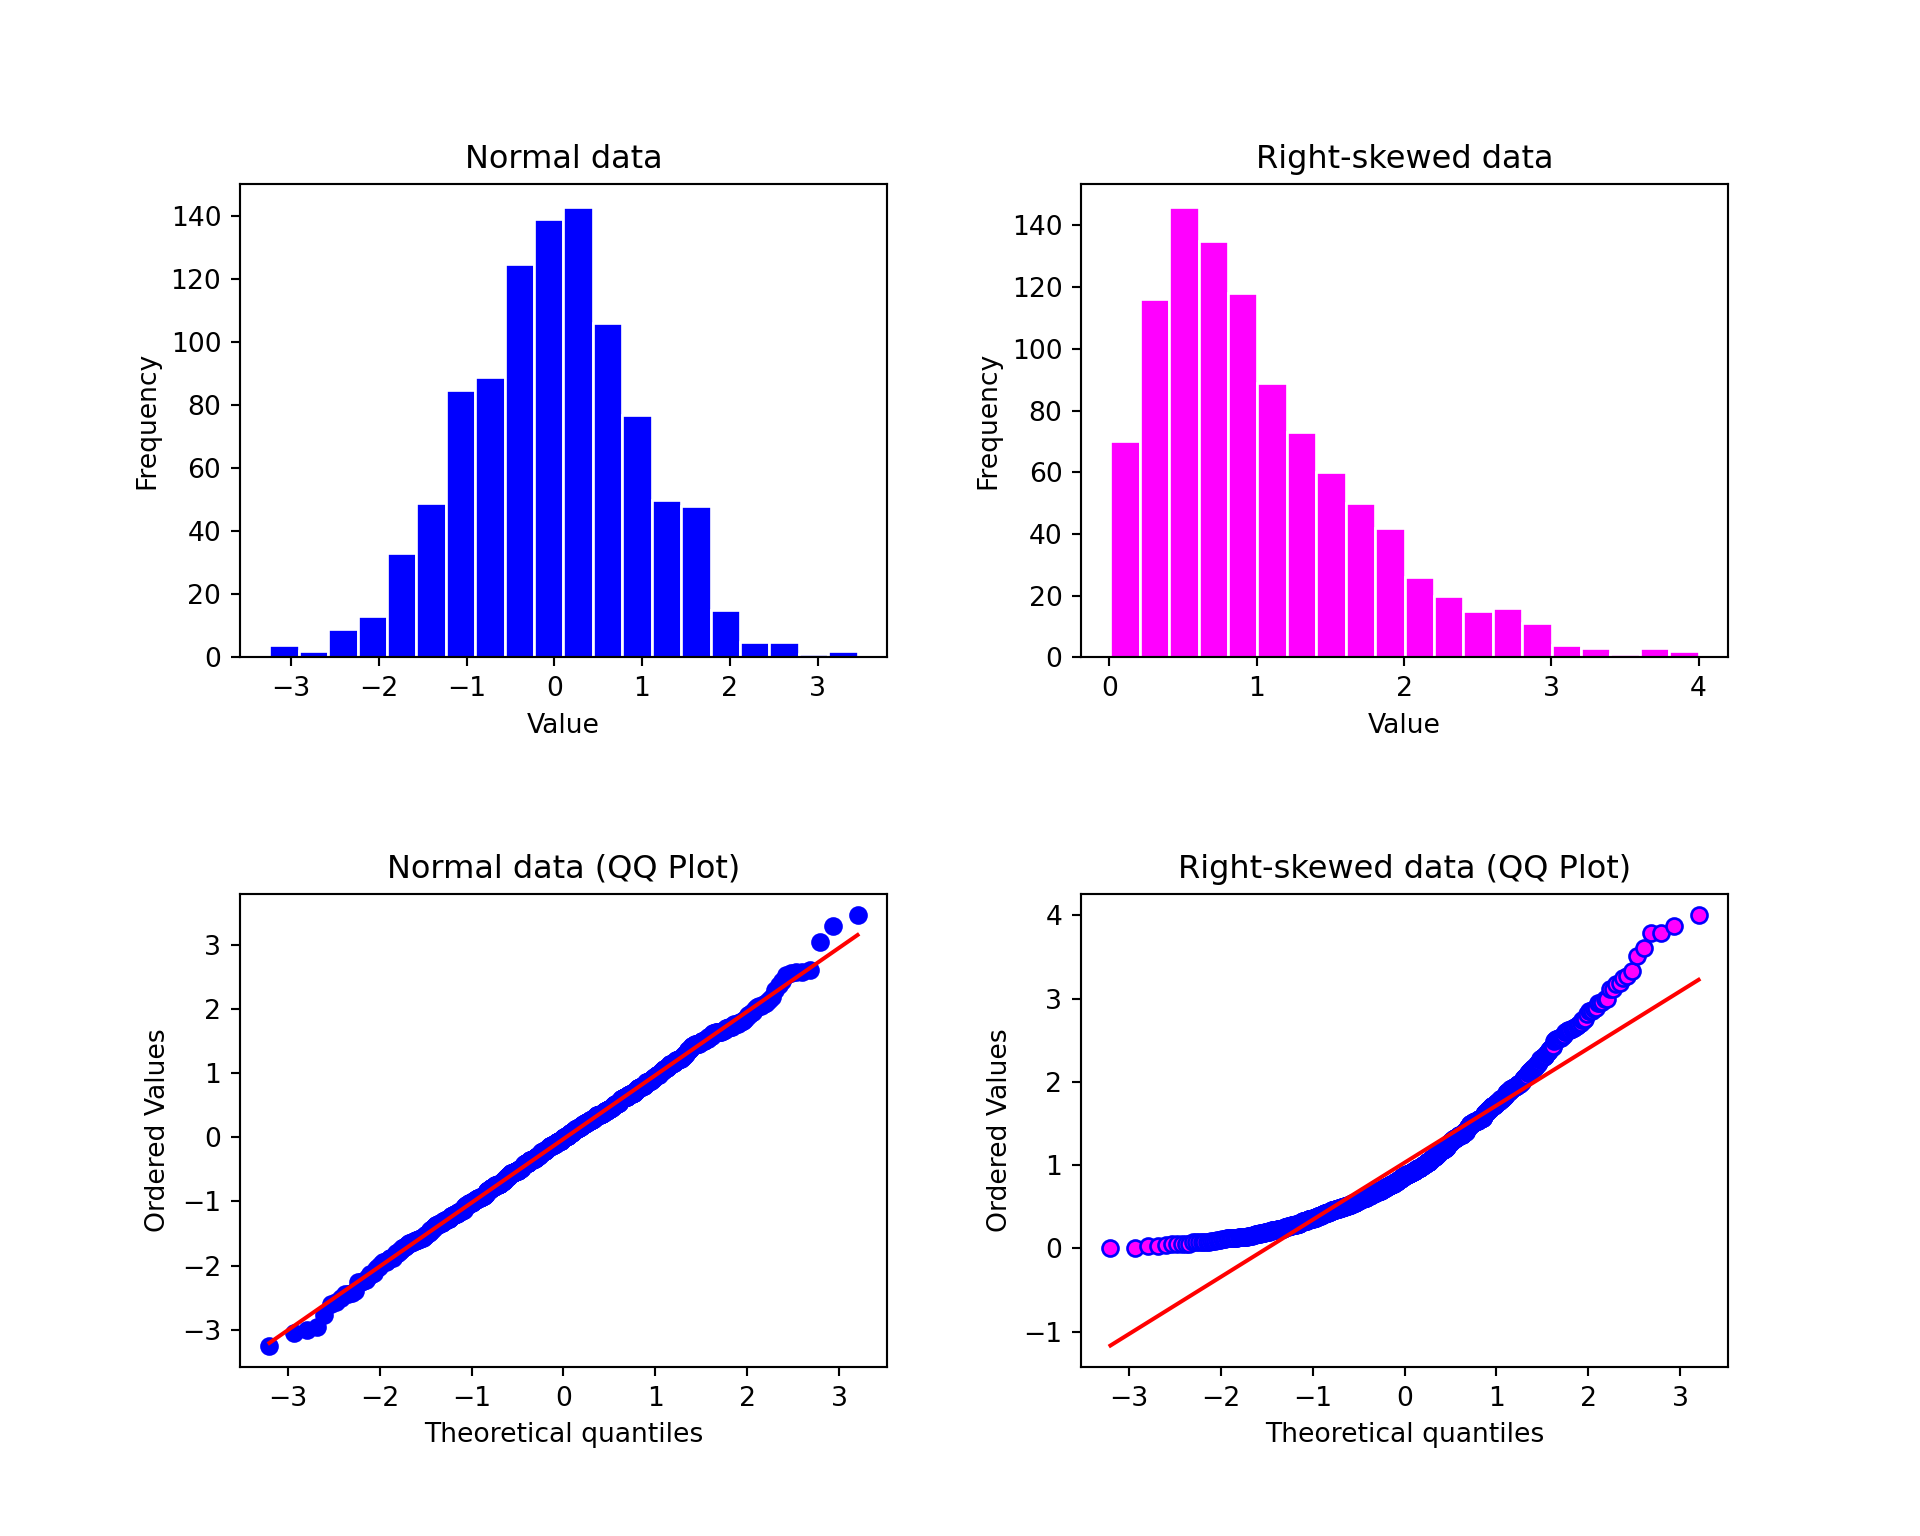 Normal data
140
120
100
80
60
40
20
0
Frequency
−3 −2 −1 0 1 2 3
Value
Right-skewed data
140
120
100
80
60
40
20
0
Frequency
0 1 2 3 4
Value
Normal data (QQ Plot)
3
2
1
0
−1
−2
−3
Ordered Values
−3 −2 −1 0 1 2 3
Theoretical quantiles
Right-skewed data (QQ Plot)
4
3
2
1
0
−1
Ordered Values
−3 −2 −1 0 1 2 3
Theoretical quantiles